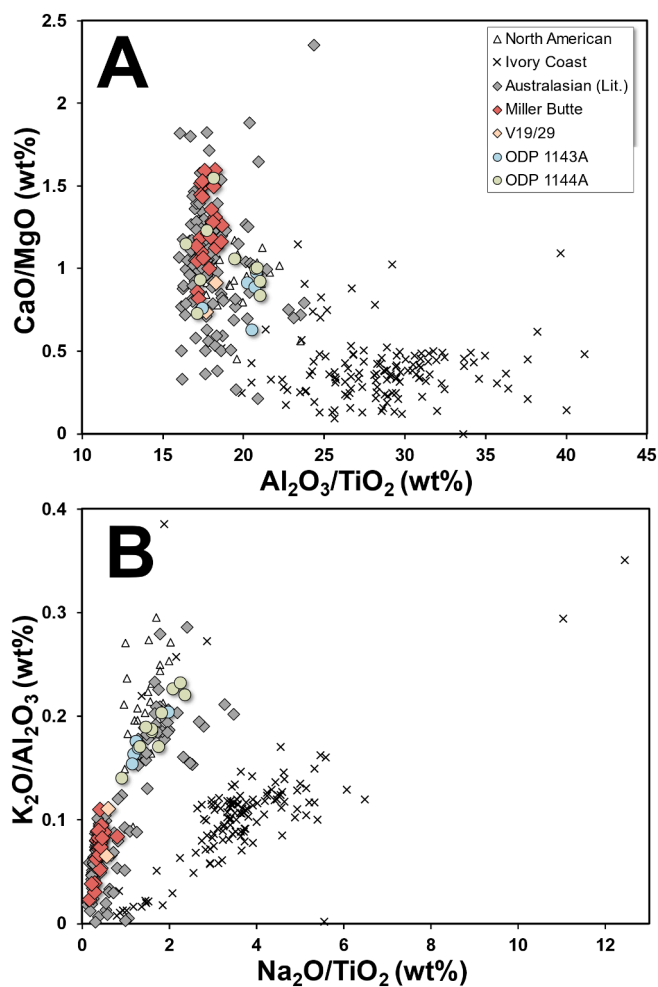 2.5
2
1.5
1
0.5
0
CaO/MgO (wt%)
A
North American
Ivory Coast
Australasian (Lit.)
Miller Butte
V19/29
ODP 1143A
ODP 1144A
10 15 20 25 30 35 40 45
Al₂O₃/TiO₂ (wt%)
0.4
0.3
0.2
0.1
0
K₂O/Al₂O₃ (wt%)
B
0 2 4 6 8 10 12
Na₂O/TiO₂ (wt%)